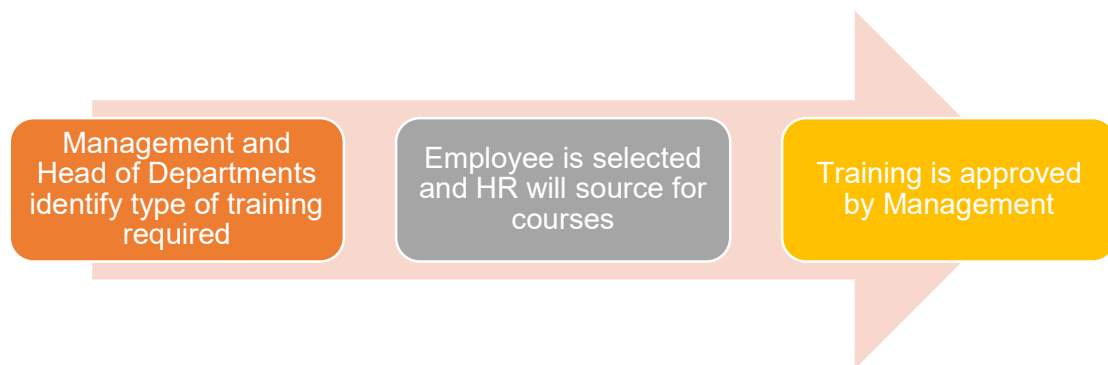 Management and
Head of Departments
identify type of training
required
Employee is selected
and HR will source for
courses
Training is approved
by Management